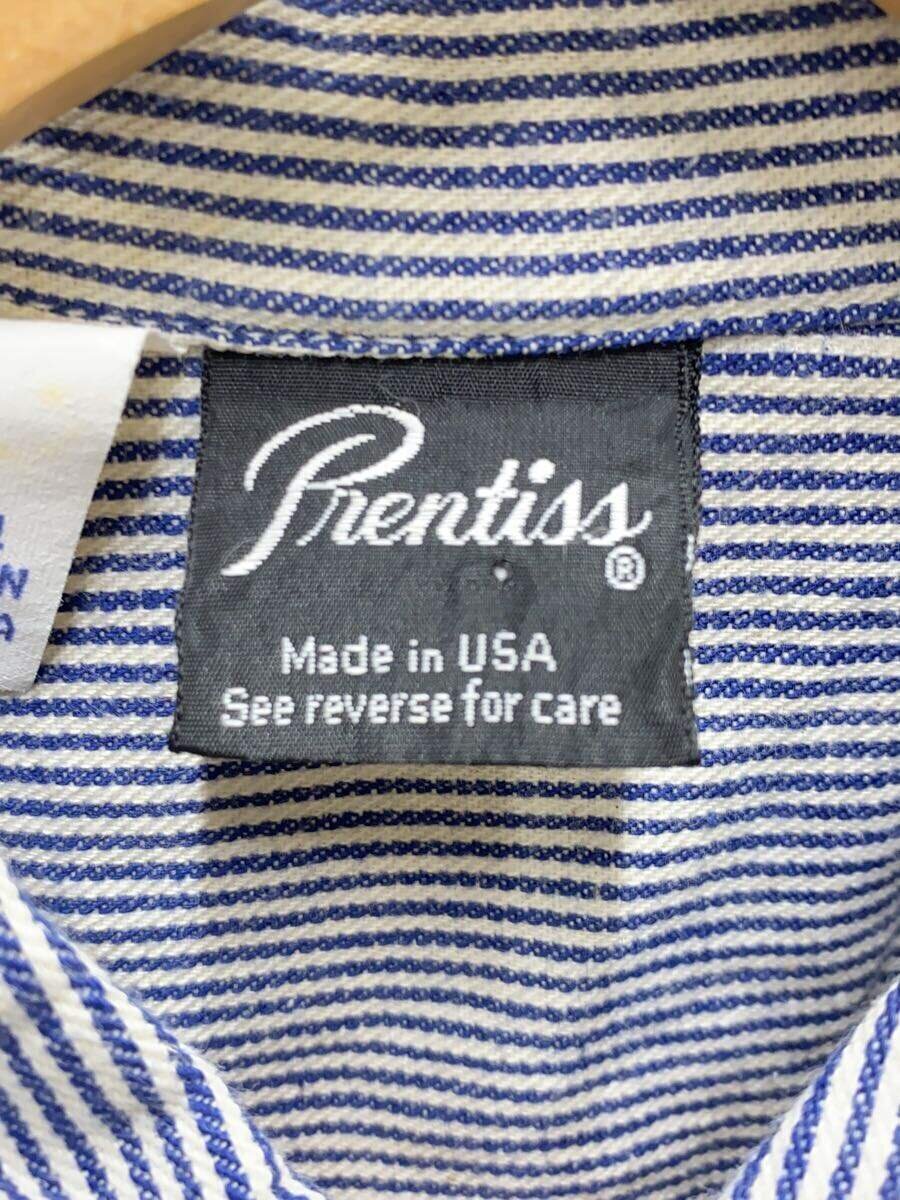 Prentiss
®
Made in USA
See reverse for care